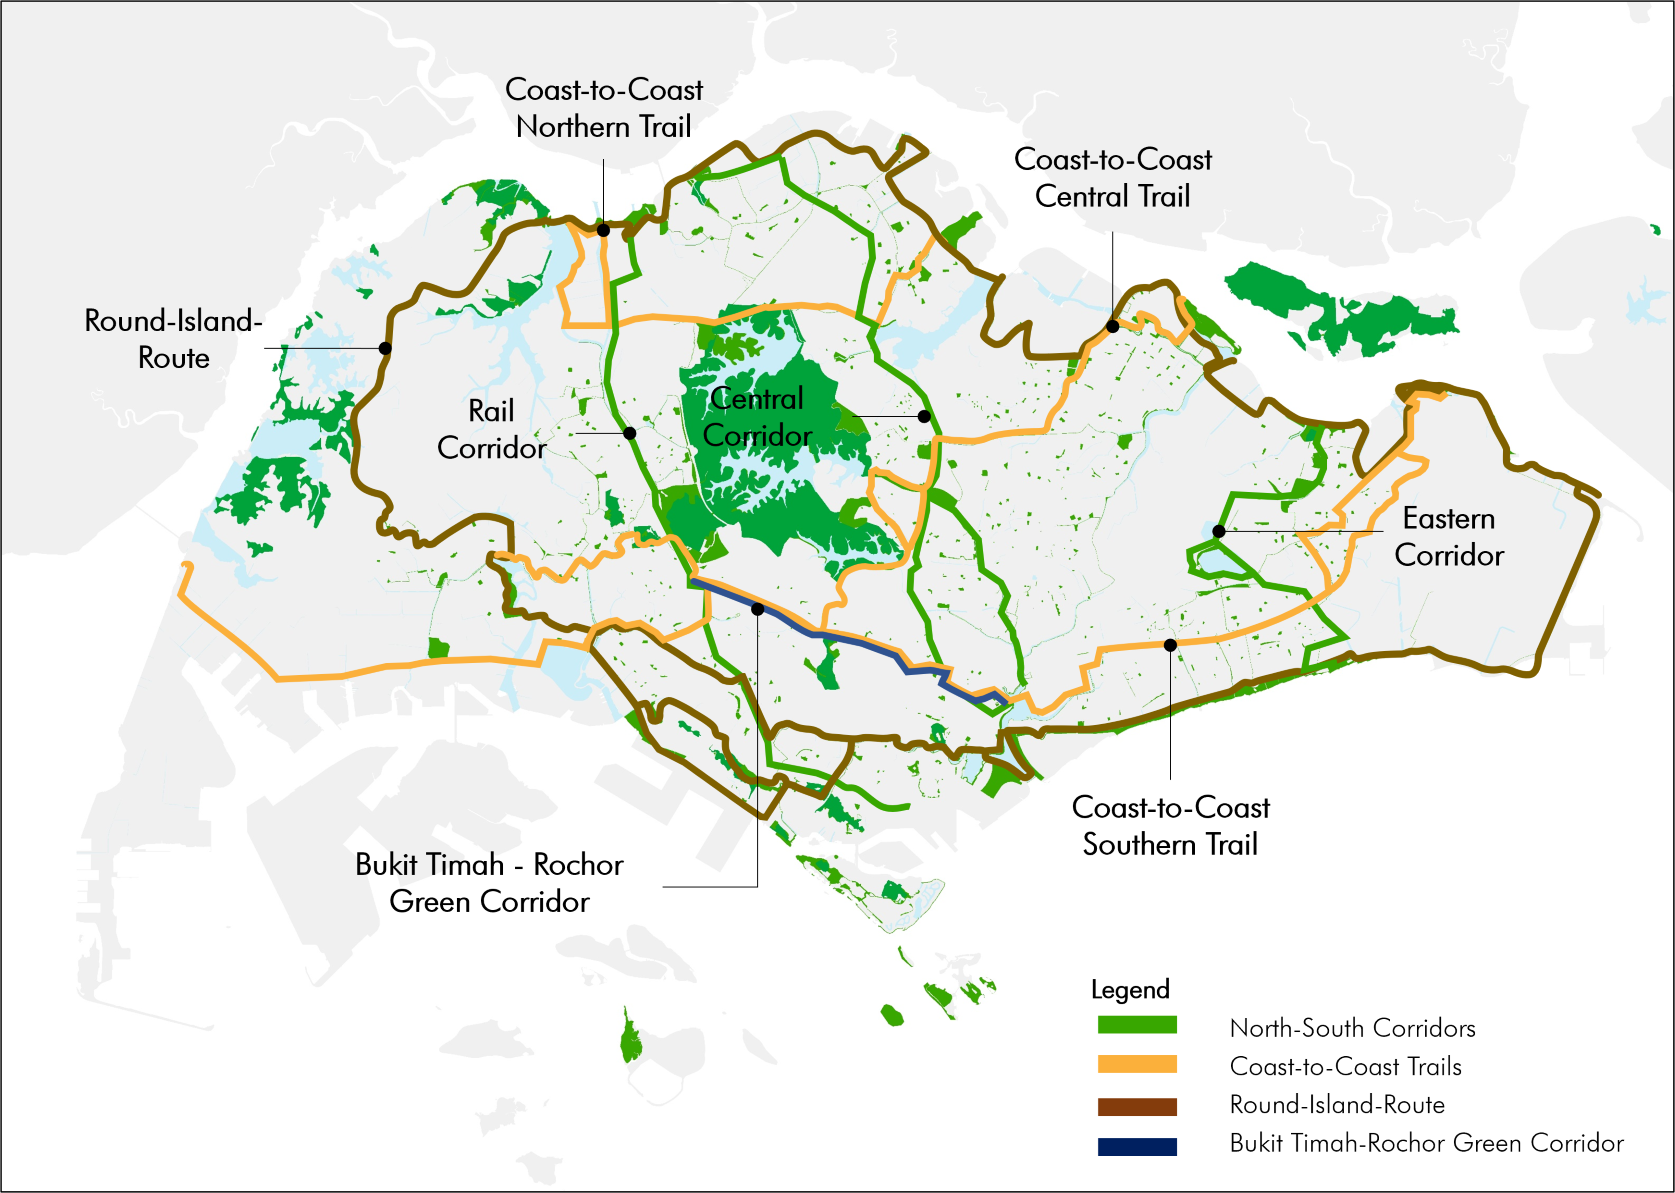 Coast-to-Coast
Northern Trail
Coast-to-Coast
Central Trail
Round-Island-
Route
Rail
Corridor
Central
Corridor
Eastern
Corridor
Coast-to-Coast
Southern Trail
Bukit Timah - Rochor
Green Corridor
Legend
North-South Corridors
Coast-to-Coast Trails
Round-Island-Route
Bukit Timah-Rochor Green Corridor